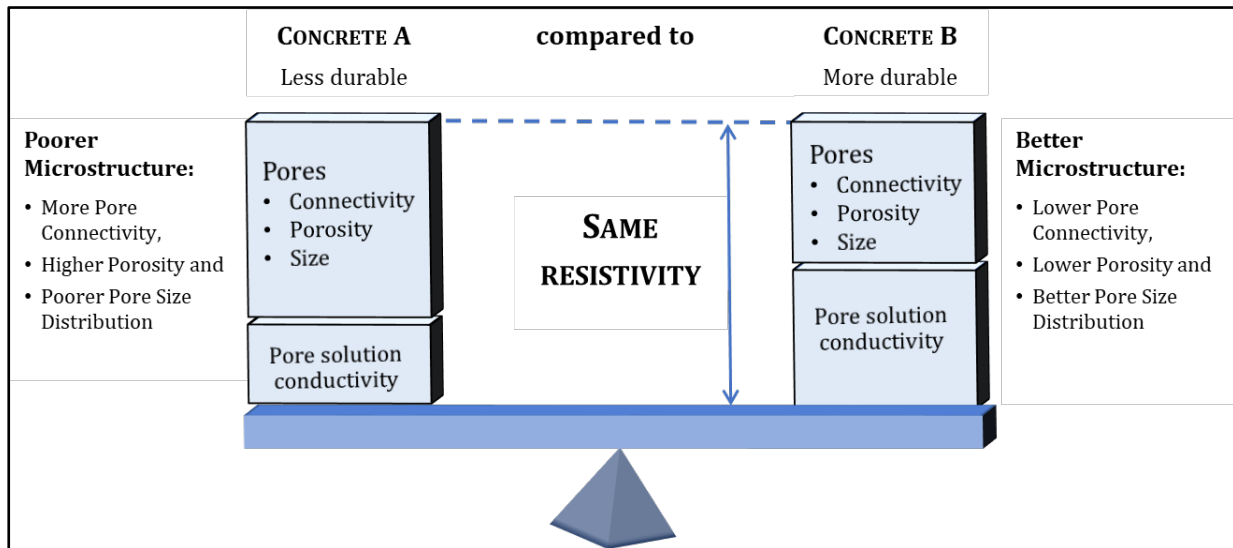 CONCRETE A
compared to
CONCRETE B
Less durable
More durable
Poorer
Microstructure:
• More Pore
Connectivity,
• Higher Porosity and
• Poorer Pore Size
Distribution
Pores
• Connectivity
• Porosity
• Size
Pore solution
conductivity
SAME
RESISTIVITY
Pores
• Connectivity
• Porosity
• Size
Pore solution
conductivity
Better
Microstructure:
• Lower Pore
Connectivity,
• Lower Porosity and
• Better Pore Size
Distribution